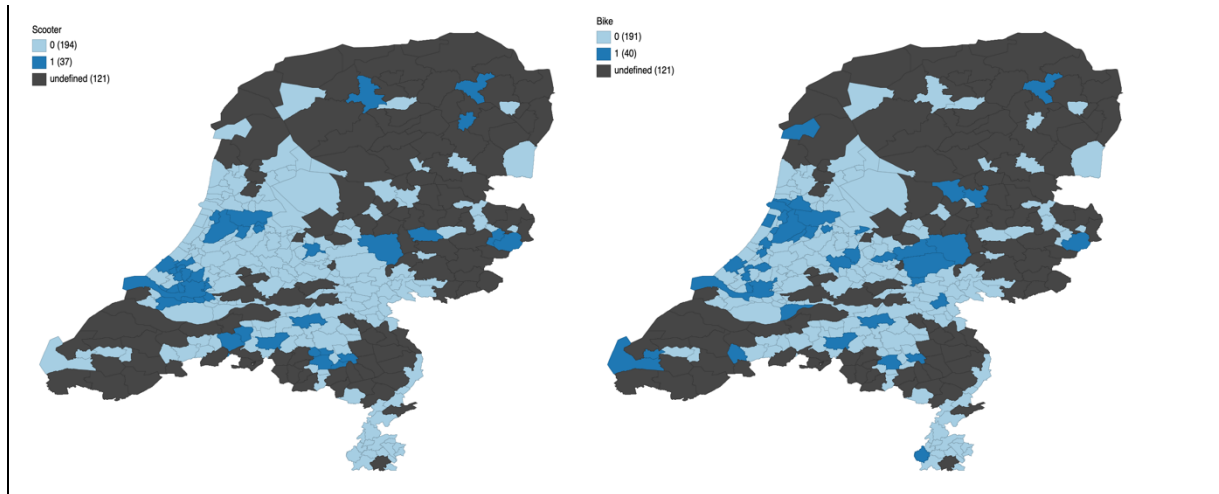 Scooter
0 (194)
1 (37)
undefined (121)
Bike
0 (191)
1 (40)
undefined (121)